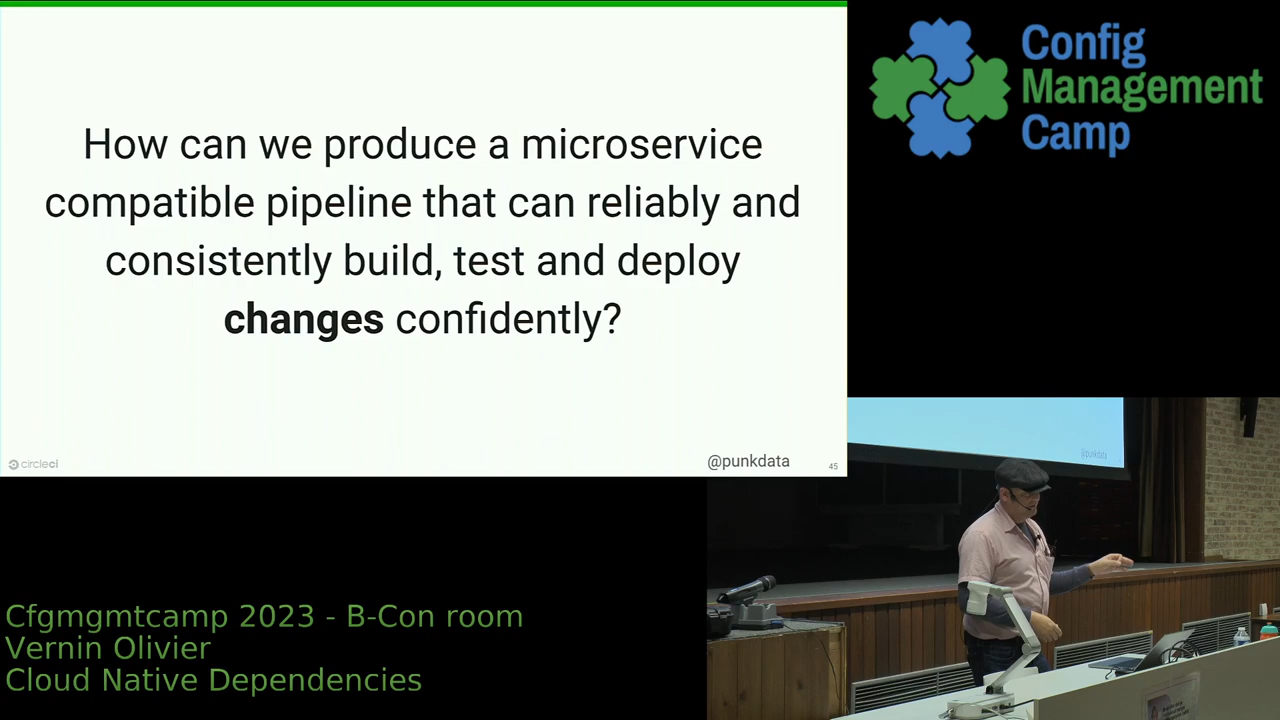 How can we produce a microservice
compatible pipeline that can reliably and
consistently build, test and deploy
changes confidently?
circleci
@punkdata
45
Config
Management
Camp
@punkdata
Cfgmgmtcamp 2023 - B-Con room
Vernin Olivier
Cloud Native Dependencies